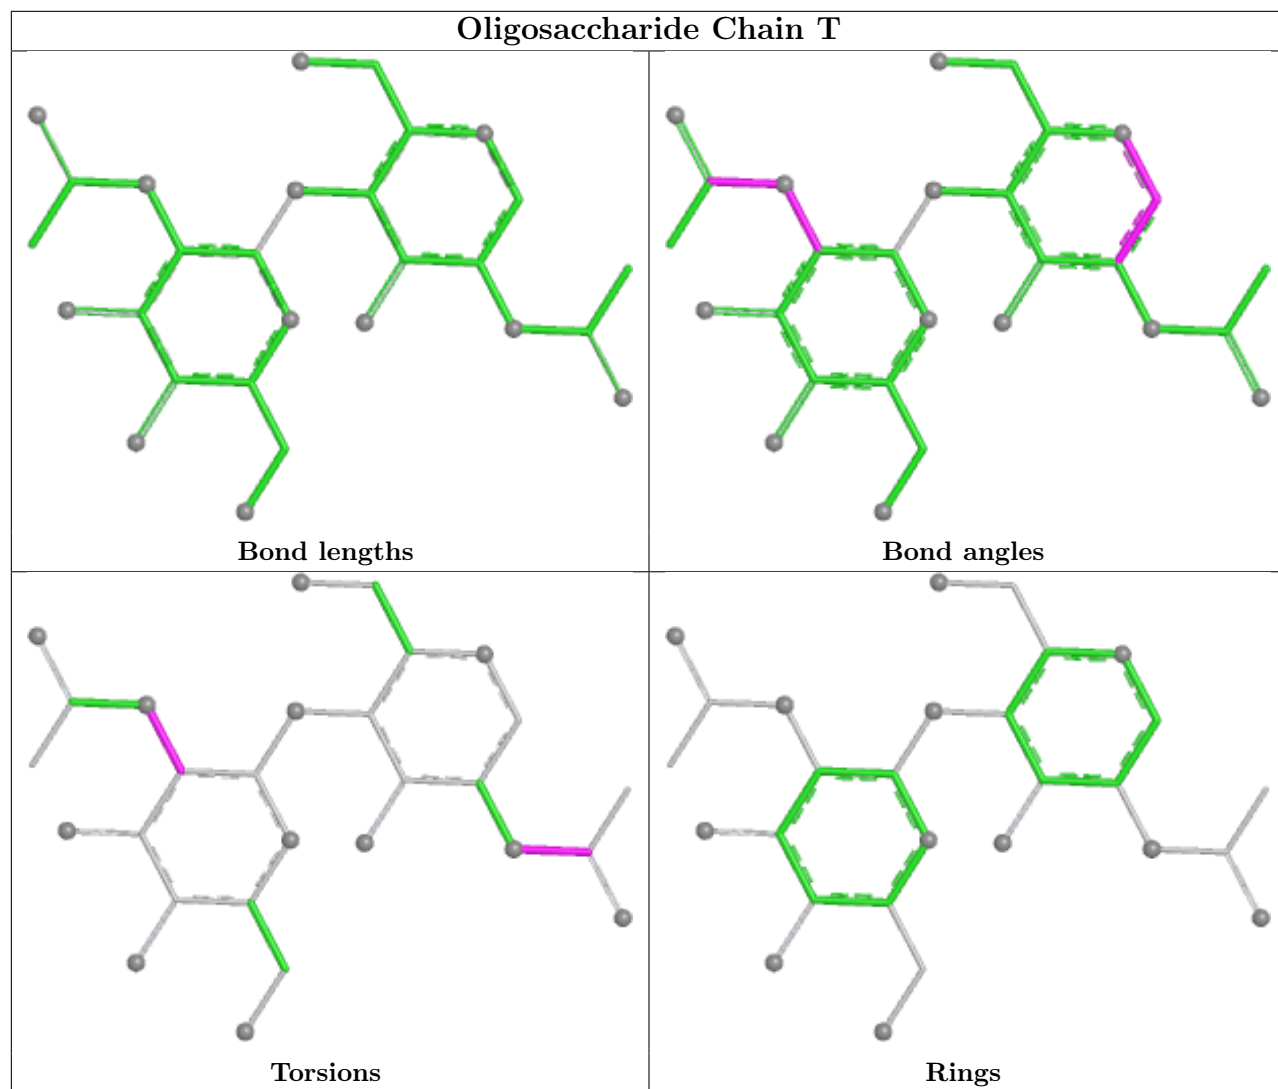 Oligosaccharide Chain T
Bond lengths
Bond angles
Torsions
Rings